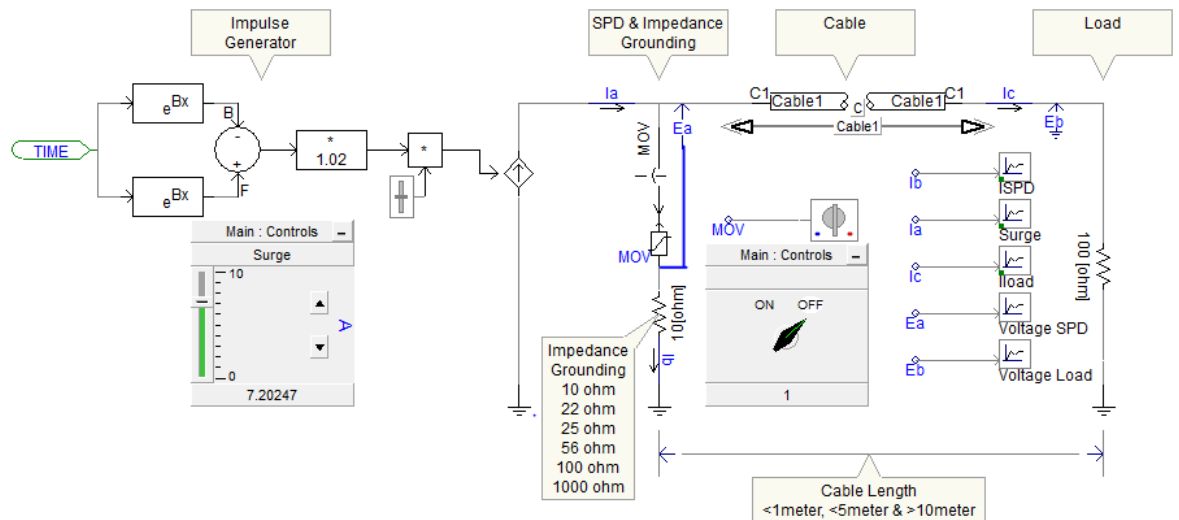 Impulse
Generator
SPD & Impedance
Grounding
Cable
Load
TIME
e^Bx
B
-
+
F
e^Bx
*
1.02
*
Ia
Ea
MOV
MOV
10[ohm]
Ib
C1
Cable1
C
Cable1
C1
Cable1
Ic
Eb
100 [ohm]
Main : Controls
Surge
10
0
A
7.20247
MOV
Main : Controls
ON OFF
1
Ib
ISPD
Ia
Surge
Ic
Iload
Ea
Voltage SPD
Eb
Voltage Load
Impedance
Grounding
10 ohm
22 ohm
25 ohm
56 ohm
100 ohm
1000 ohm
Cable Length
<1meter, <5meter & >10meter